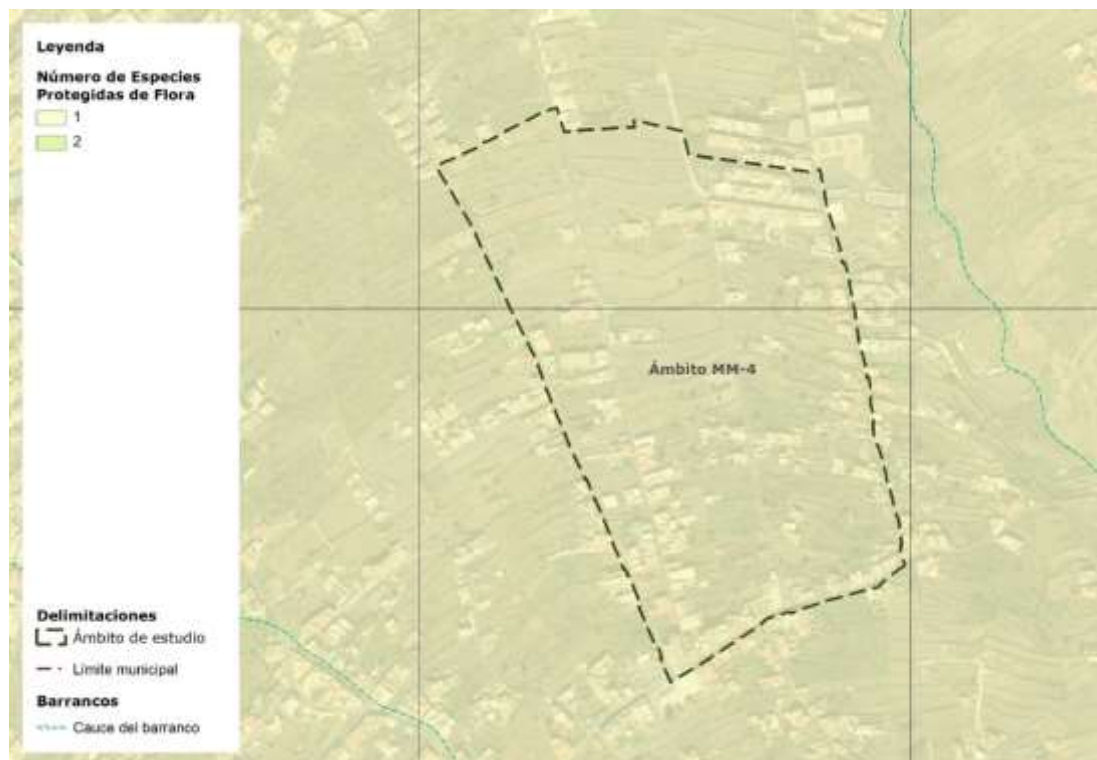 Leyenda
Número de Especies
Protegidas de Flora
1
2
Ámbito MM-4
Delimitaciones
Ámbito de estudio
Límite municipal
Barrancos
Cauce del barranco